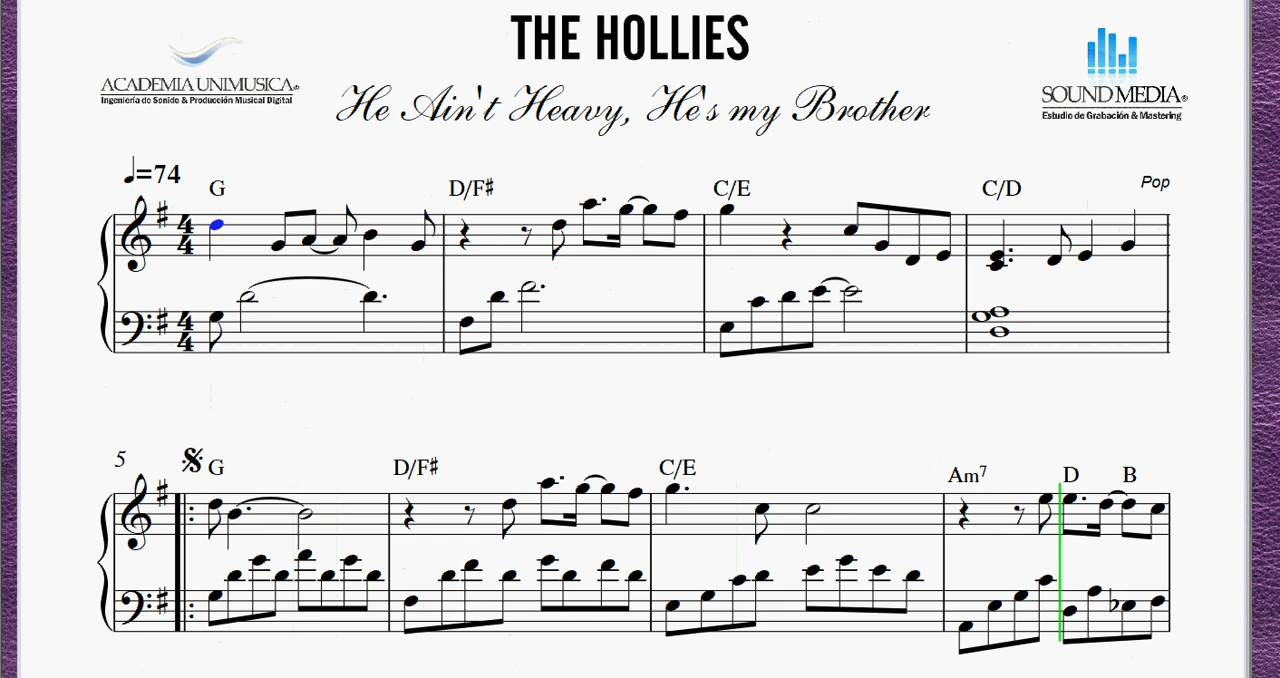 THE HOLLIES
ACADEMIA UNIMUSICA®
Ingeniería de Sonido & Producción Musical Digital
He Ain't Heavy, He's my Brother
SOUND MEDIA®
Estudio de Grabación & Mastering
♩=74
Pop
G D/F♯ C/E C/D
4 4
4 4
5
G D/F♯ C/E Am7 D B